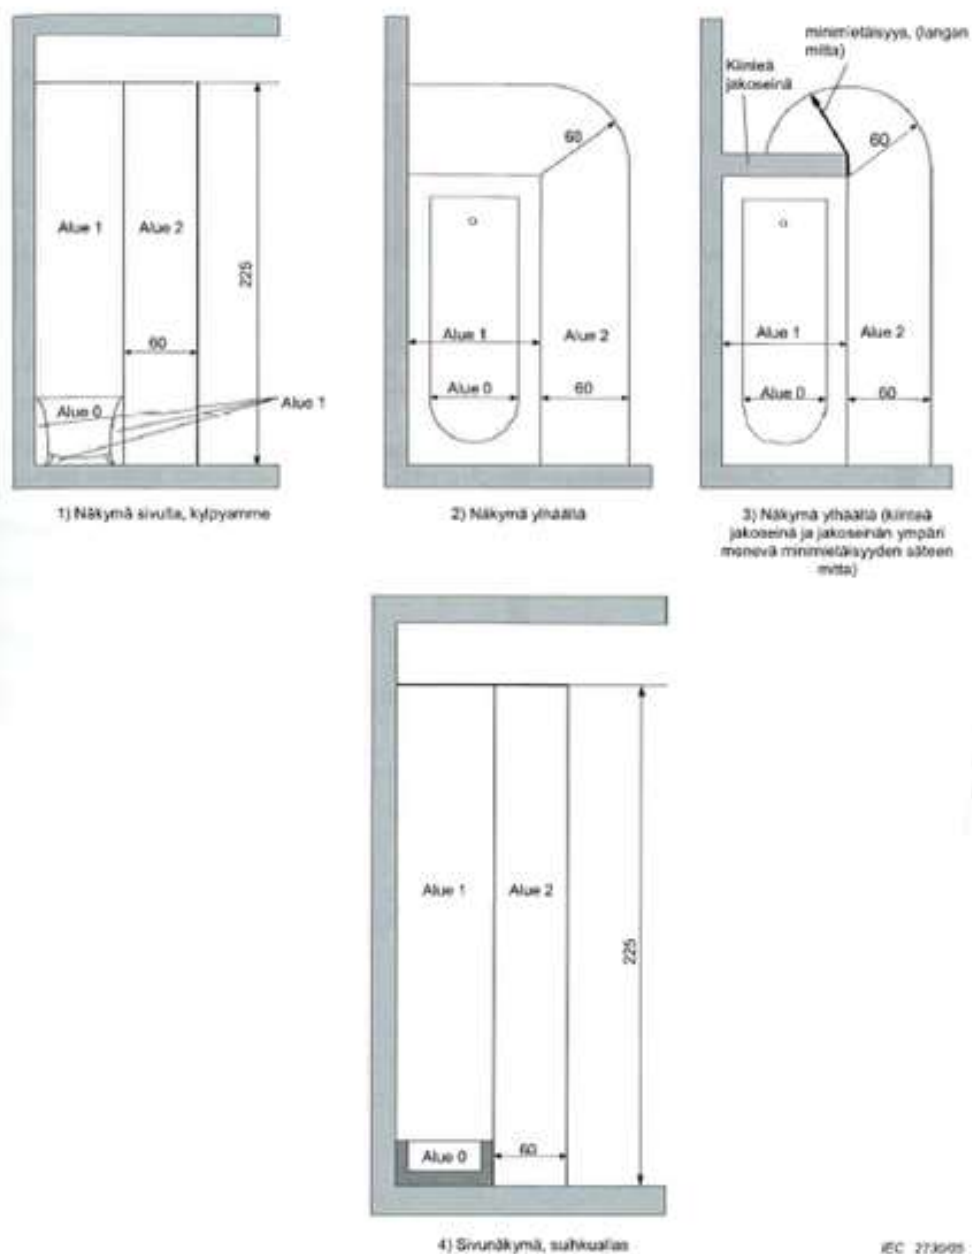 Alue 1
Alue 2
225
60
Alue 0
Alue 1
1) Näkymä sivulta, kylpyamme
60
Alue 1
Alue 2
Alue 0
60
2) Näkymä ylhäältä
minimietäisyys, (langan
mitta)
Kiinteä
jakoseinä
60
Alue 1
Alue 2
Alue 0
60
3) Näkymä ylhäältä (kiinteä
jakoseinä ja jakoseinän ympäri
menevä minimietäisyyden säteen
mitta)
Alue 1
Alue 2
225
Alue 0
60
4) Sivunäkymä, suihkuallas
IEC